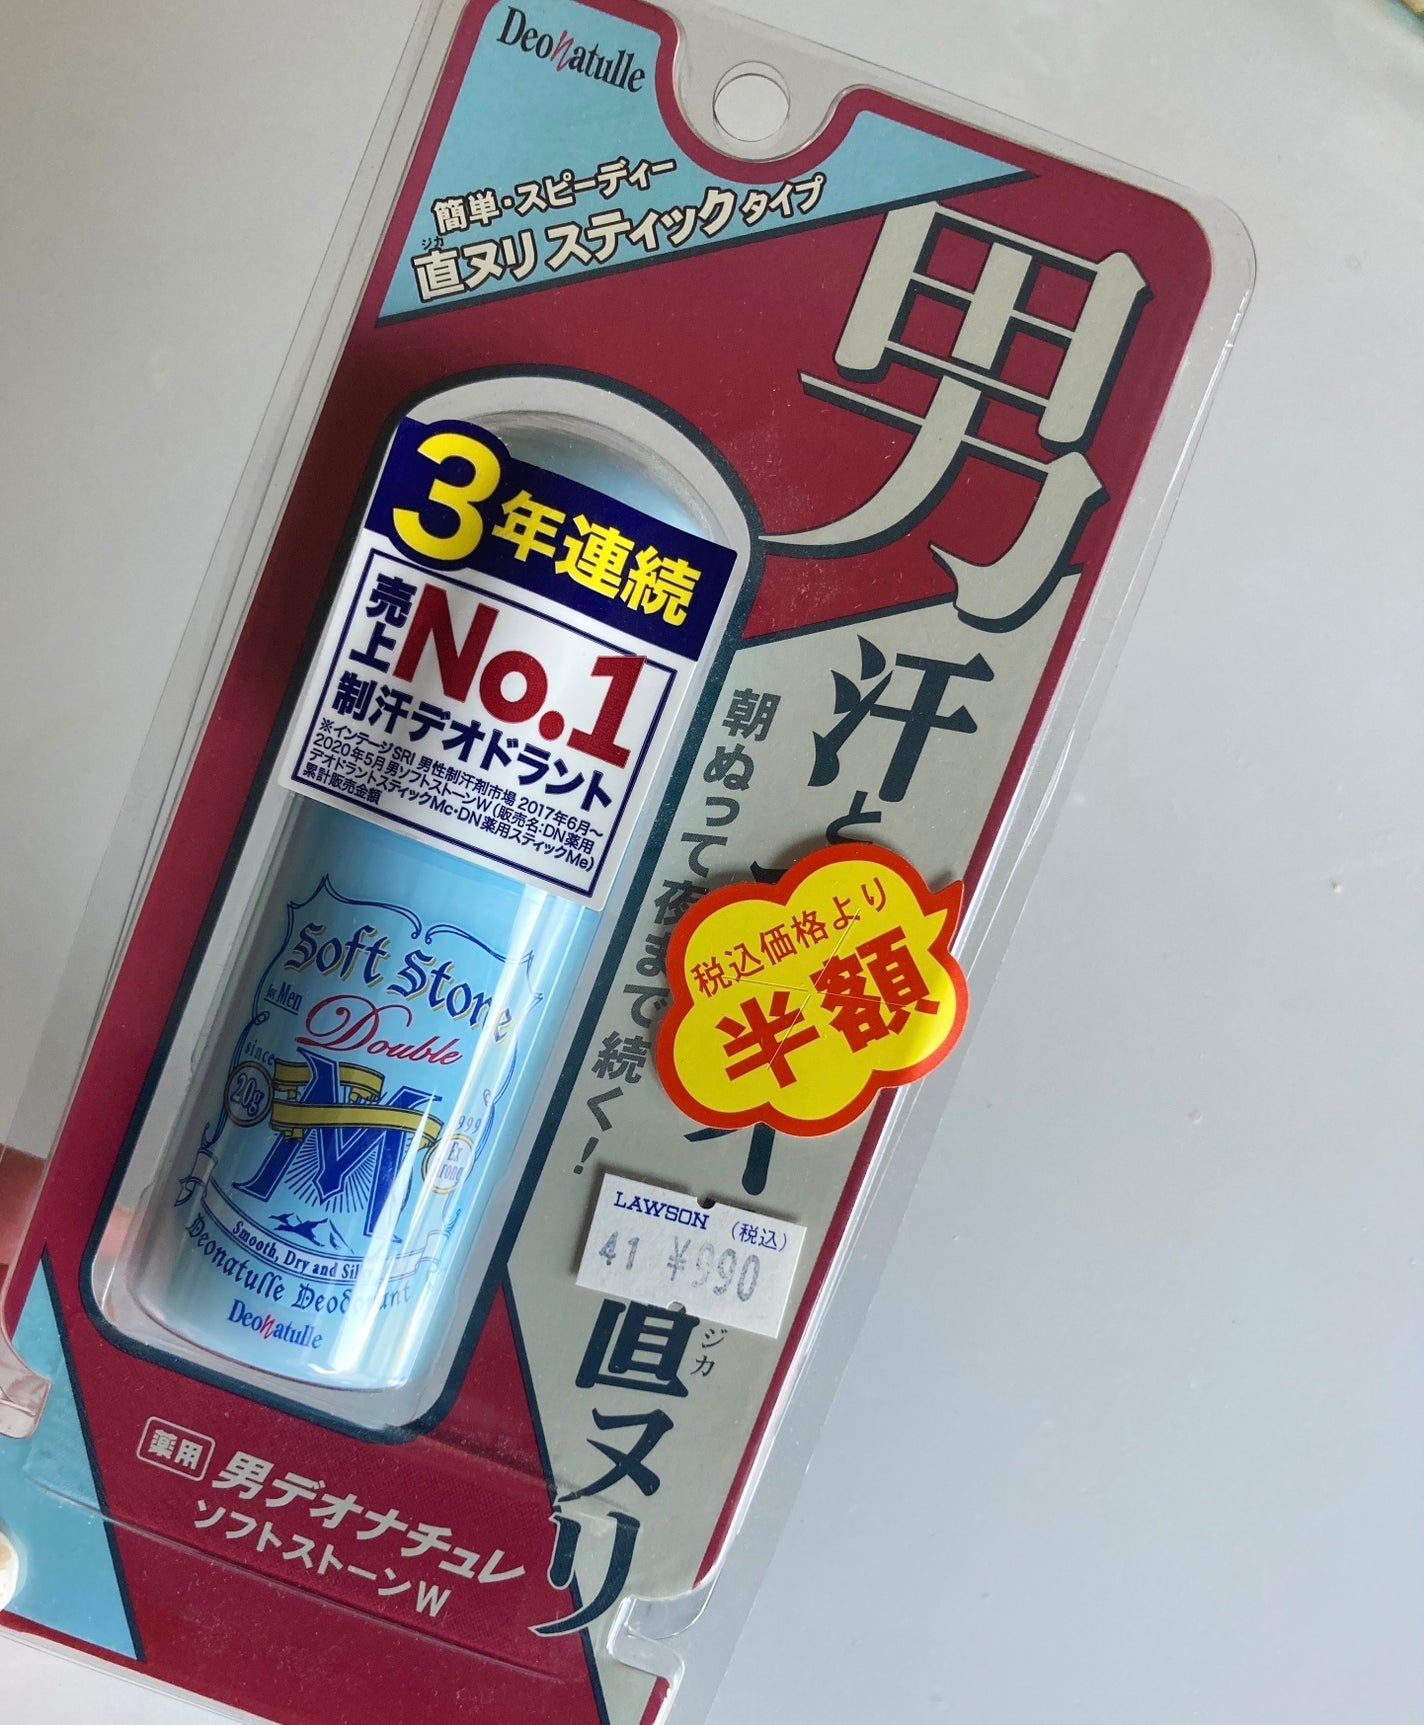 Deonatulle
簡単・スピーディー
ジカ
直ヌリ スティックタイプ
男
汗と
朝ぬって夜まで続く!
3年連続
売上No.1
制汗デオドラント
※インテージSRI 男性制汗剤市場 2017年6月～
2020年5月男ソフトストーンW(販売名:DN薬用
デオドラントスティックMc・DN薬用スティックMe)
累計販売金額
税込価格より
半額
Soft Stone
for Men
Double
since
20g
999
M
Smooth, Dry and
Deonatulle Deodorant
Deonatulle
LAWSON (税込)
41 ¥990
ジカ
直ヌリ
薬用 男デオナチュレ
ソフトストーンW